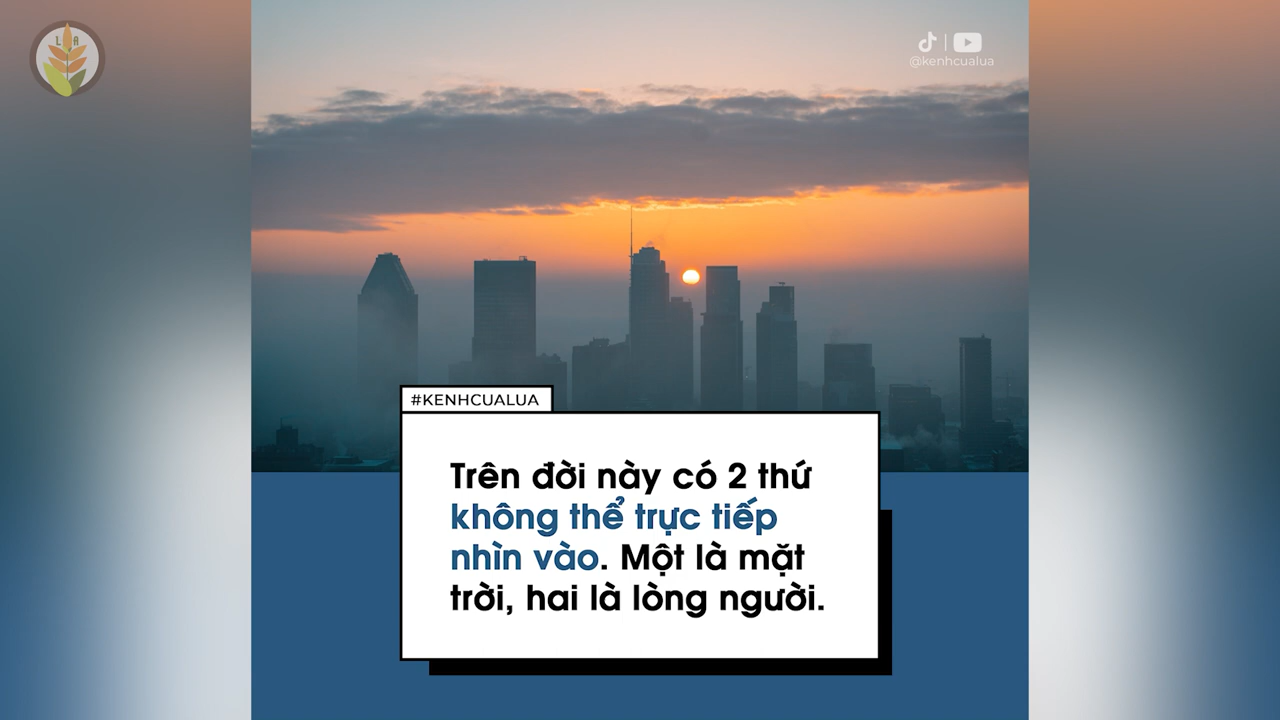 L A
@kenhcualua
#KENHCUALUA
Trên đời này có 2 thứ
không thể trực tiếp
nhìn vào. Một là mặt
trời, hai là lòng người.